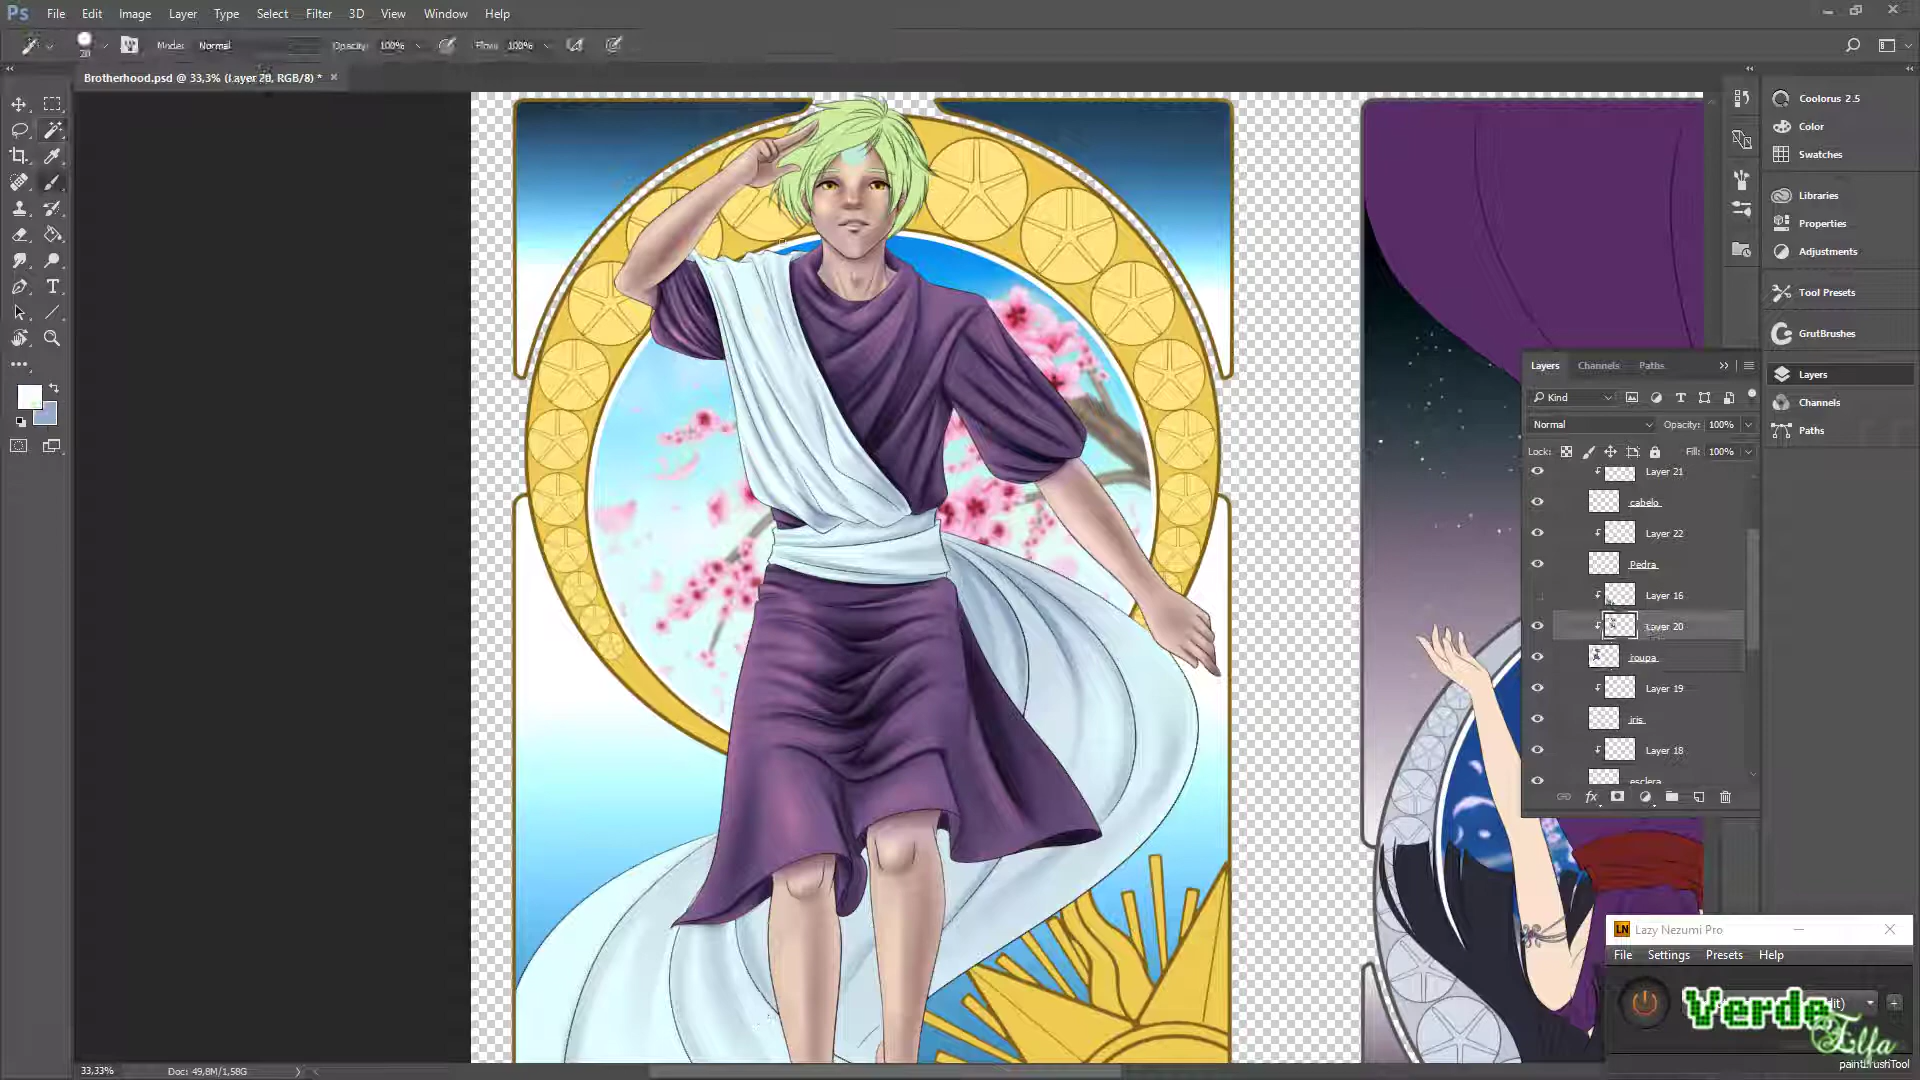 Ps File Edit Image Layer Type Select Filter 3D View Window Help
20 Mode: Normal Opacity: 100% Flow: 100%
Brotherhood.psd @ 33,3% (Layer 20, RGB/8) *
Coolorus 2.5
Color
Swatches
Libraries
Properties
Adjustments
Tool Presets
GrutBrushes
Layers
Channels
Paths
Layers Channels Paths
Kind
Normal Opacity: 100%
Lock: Fill: 100%
Layer 21
cabelo
Layer 22
Pedra
Layer 16
Layer 20
roupa
Layer 19
iris
Layer 18
esclera
fx
LN Lazy Nezumi Pro
File Settings Presets Help
Verde
Elfa
paintBrushTool
33,33% Doc: 49,8M/1,58G